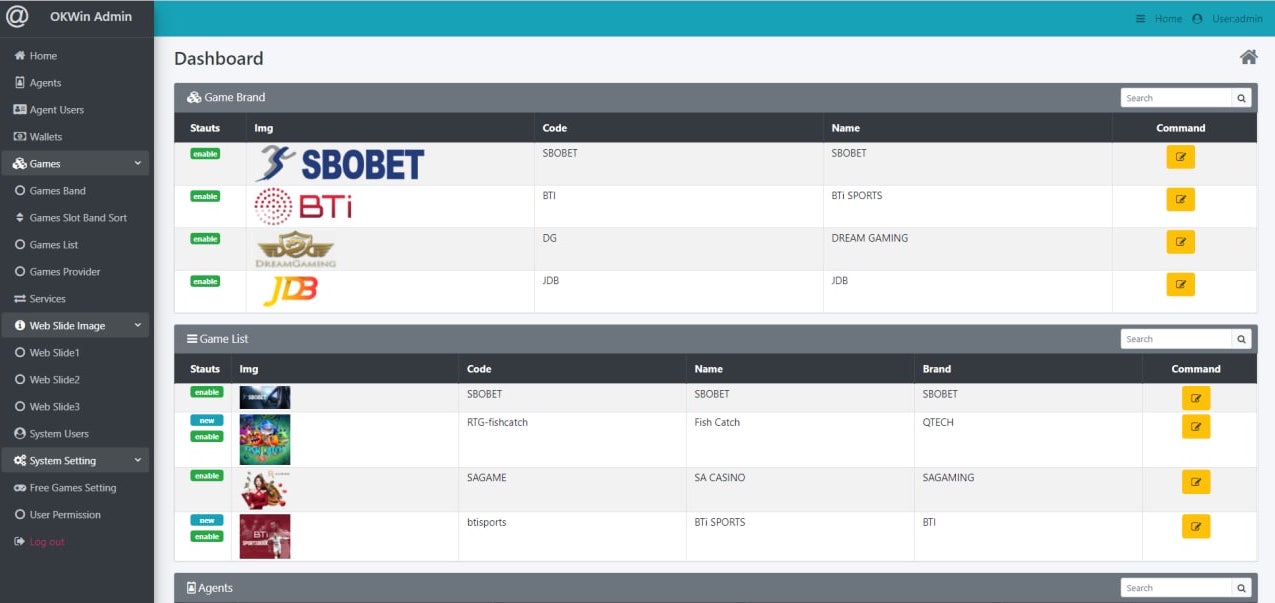 OKWin Admin
Home
User:admin
Home
Agents
Agent Users
Wallets
Games
Games Band
Games Slot Band Sort
Games List
Games Provider
Services
Web Slide Image
Web Slide1
Web Slide2
Web Slide3
System Users
System Setting
Free Games Setting
User Permission
Log out
Dashboard
Game Brand
Search
Stauts Img Code Name Command
enable SBOBET SBOBET SBOBET
enable BTi BTI BTi SPORTS
enable DREAMGAMING DG DREAM GAMING
enable JDB JDB JDB
Game List
Search
Stauts Img Code Name Brand Command
enable SBOBET SBOBET SBOBET SBOBET
new
enable RTG-fishcatch Fish Catch QTECH
enable SAGAME SA CASINO SAGAMING
new
enable BTi btisports BTi SPORTS BTI
Agents
Search